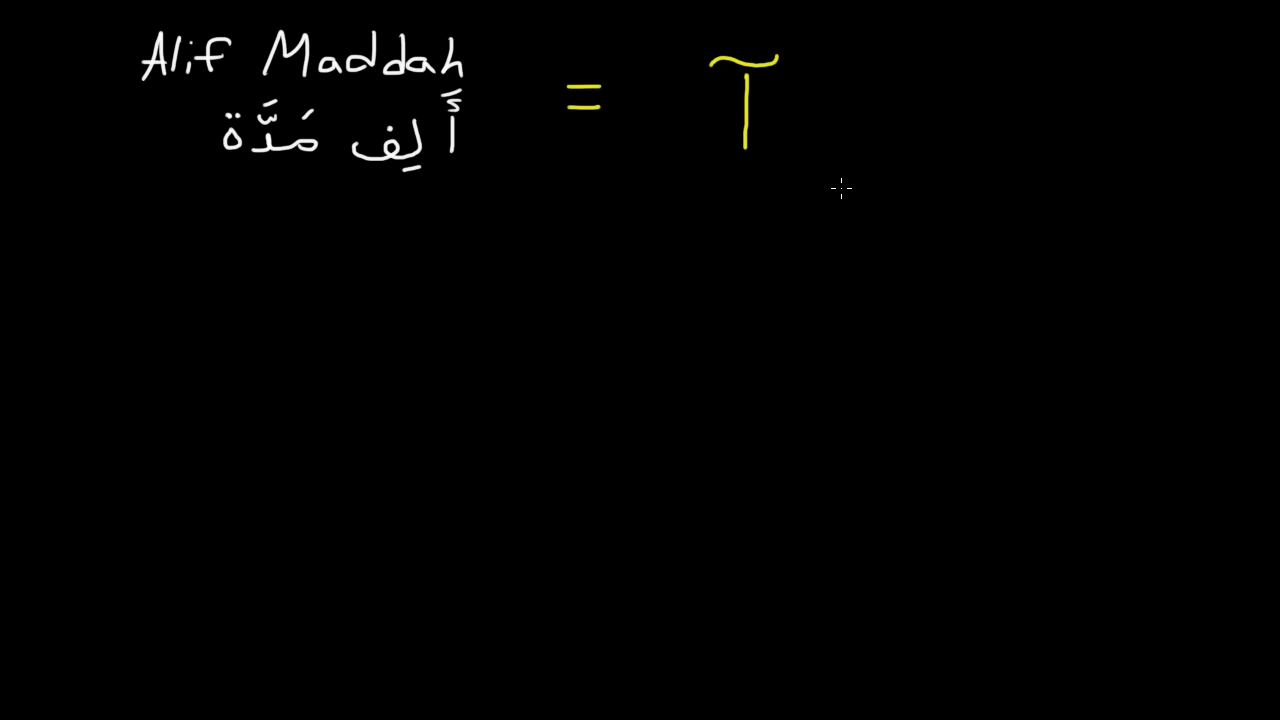 Alif Maddah
أَلِف مَدَّة
= آ